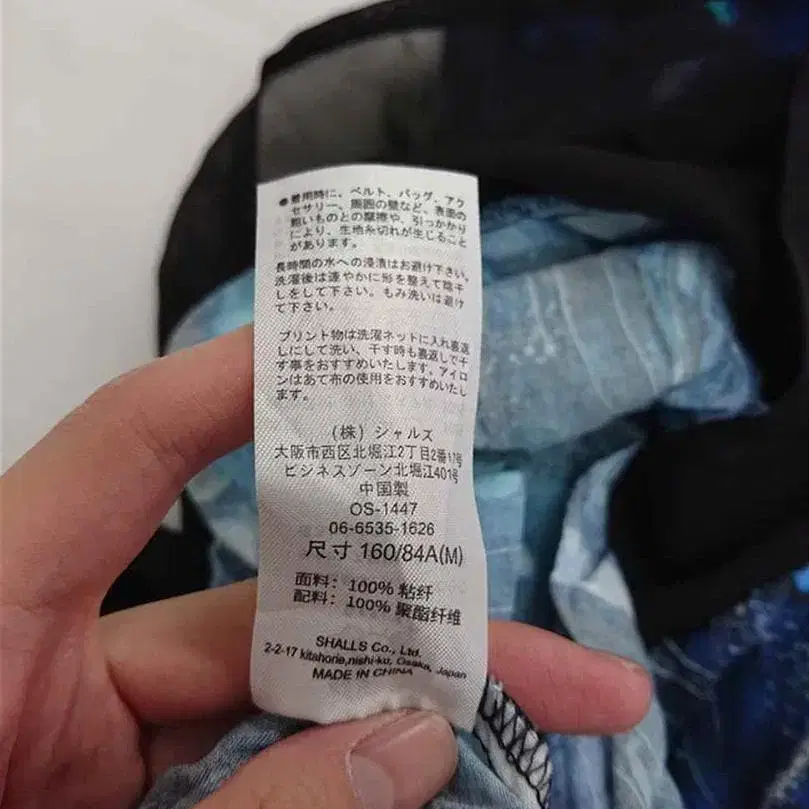 ●着用時に、ベルト、バッグ、アク
セサリー、周囲の壁など、表面の
粗いものとの摩擦や、引っかかり
により、生地糸切れが生じること
があります。
長時間の水への浸漬はお避け下さい。
洗濯後は速やかに形を整えて陰干
しをして下さい。もみ洗いは避け
て下さい。
プリント物は洗濯ネットに入れ裏返
しにして洗い、干す時も裏返しで干
す事をおすすめいたします。アイロ
ンはあて布の使用をおすすめいたし
ます。
(株) シャルズ
大阪市西区北堀江2丁目2番17号
ビジネスゾーン北堀江401号
中国製
OS-1447
06-6535-1626
尺寸 160/84A(M)
面料: 100% 粘纤
配料: 100% 聚酯纤维
SHALLS Co., Ltd.
2-2-17 kitahorie,nishi-ku, Osaka, Japan
MADE IN CHINA